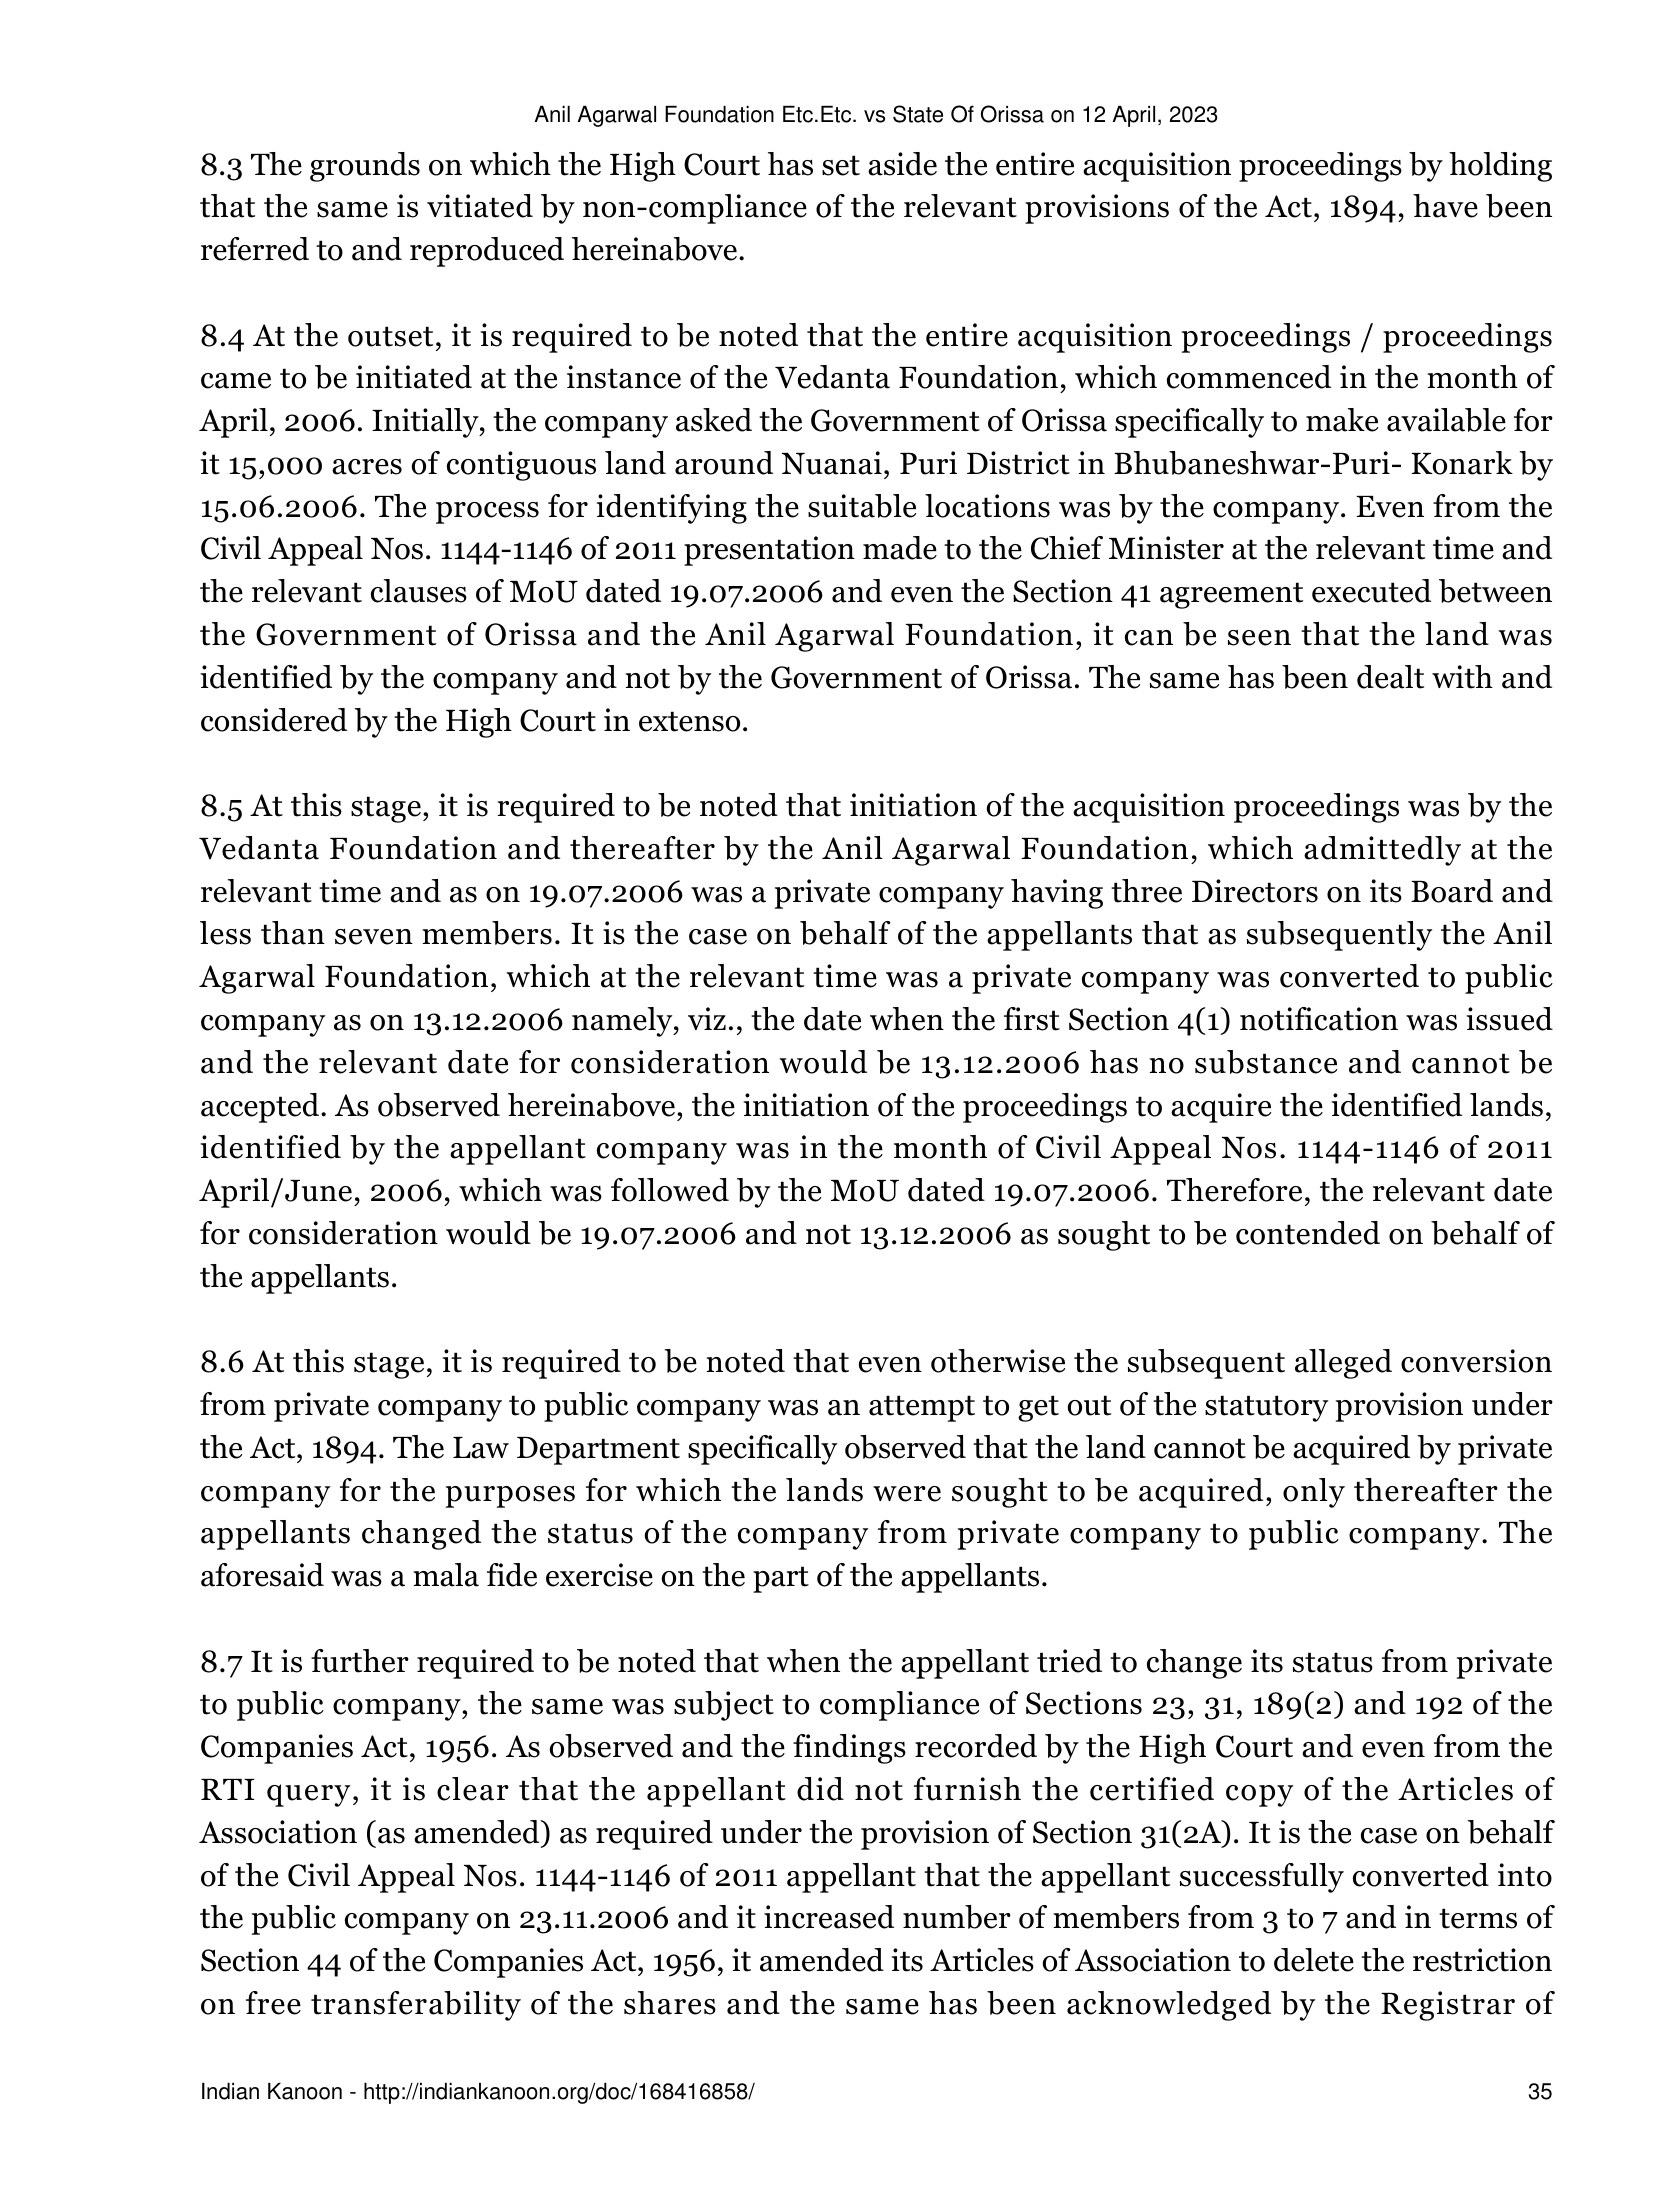 Anil Agarwal Foundation Etc.Etc. vs State Of Orissa on 12 April, 2023
8.3 The grounds on which the High Court has set aside the entire acquisition proceedings by holding
that the same is vitiated by non-compliance of the relevant provisions of the Act, 1894, have been
referred to and reproduced hereinabove.
8.4 At the outset, it is required to be noted that the entire acquisition proceedings / proceedings
came to be initiated at the instance of the Vedanta Foundation, which commenced in the month of
April, 2006. Initially, the company asked the Government of Orissa specifically to make available for
it 15,000 acres of contiguous land around Nuanai, Puri District in Bhubaneshwar-Puri- Konark by
15.06.2006. The process for identifying the suitable locations was by the company. Even from the
Civil Appeal Nos. 1144-1146 of 2011 presentation made to the Chief Minister at the relevant time and
the relevant clauses of MoU dated 19.07.2006 and even the Section 41 agreement executed between
the Government of Orissa and the Anil Agarwal Foundation, it can be seen that the land was
identified by the company and not by the Government of Orissa. The same has been dealt with and
considered by the High Court in extenso.
8.5 At this stage, it is required to be noted that initiation of the acquisition proceedings was by the
Vedanta Foundation and thereafter by the Anil Agarwal Foundation, which admittedly at the
relevant time and as on 19.07.2006 was a private company having three Directors on its Board and
less than seven members. It is the case on behalf of the appellants that as subsequently the Anil
Agarwal Foundation, which at the relevant time was a private company was converted to public
company as on 13.12.2006 namely, viz., the date when the first Section 4(1) notification was issued
and the relevant date for consideration would be 13.12.2006 has no substance and cannot be
accepted. As observed hereinabove, the initiation of the proceedings to acquire the identified lands,
identified by the appellant company was in the month of Civil Appeal Nos. 1144-1146 of 2011
April/June, 2006, which was followed by the MoU dated 19.07.2006. Therefore, the relevant date
for consideration would be 19.07.2006 and not 13.12.2006 as sought to be contended on behalf of
the appellants.
8.6 At this stage, it is required to be noted that even otherwise the subsequent alleged conversion
from private company to public company was an attempt to get out of the statutory provision under
the Act, 1894. The Law Department specifically observed that the land cannot be acquired by private
company for the purposes for which the lands were sought to be acquired, only thereafter the
appellants changed the status of the company from private company to public company. The
aforesaid was a mala fide exercise on the part of the appellants.
8.7 It is further required to be noted that when the appellant tried to change its status from private
to public company, the same was subject to compliance of Sections 23, 31, 189(2) and 192 of the
Companies Act, 1956. As observed and the findings recorded by the High Court and even from the
RTI query, it is clear that the appellant did not furnish the certified copy of the Articles of
Association (as amended) as required under the provision of Section 31(2A). It is the case on behalf
of the Civil Appeal Nos. 1144-1146 of 2011 appellant that the appellant successfully converted into
the public company on 23.11.2006 and it increased number of members from 3 to 7 and in terms of
Section 44 of the Companies Act, 1956, it amended its Articles of Association to delete the restriction
on free transferability of the shares and the same has been acknowledged by the Registrar of
Indian Kanoon - http://indiankanoon.org/doc/168416858/
35